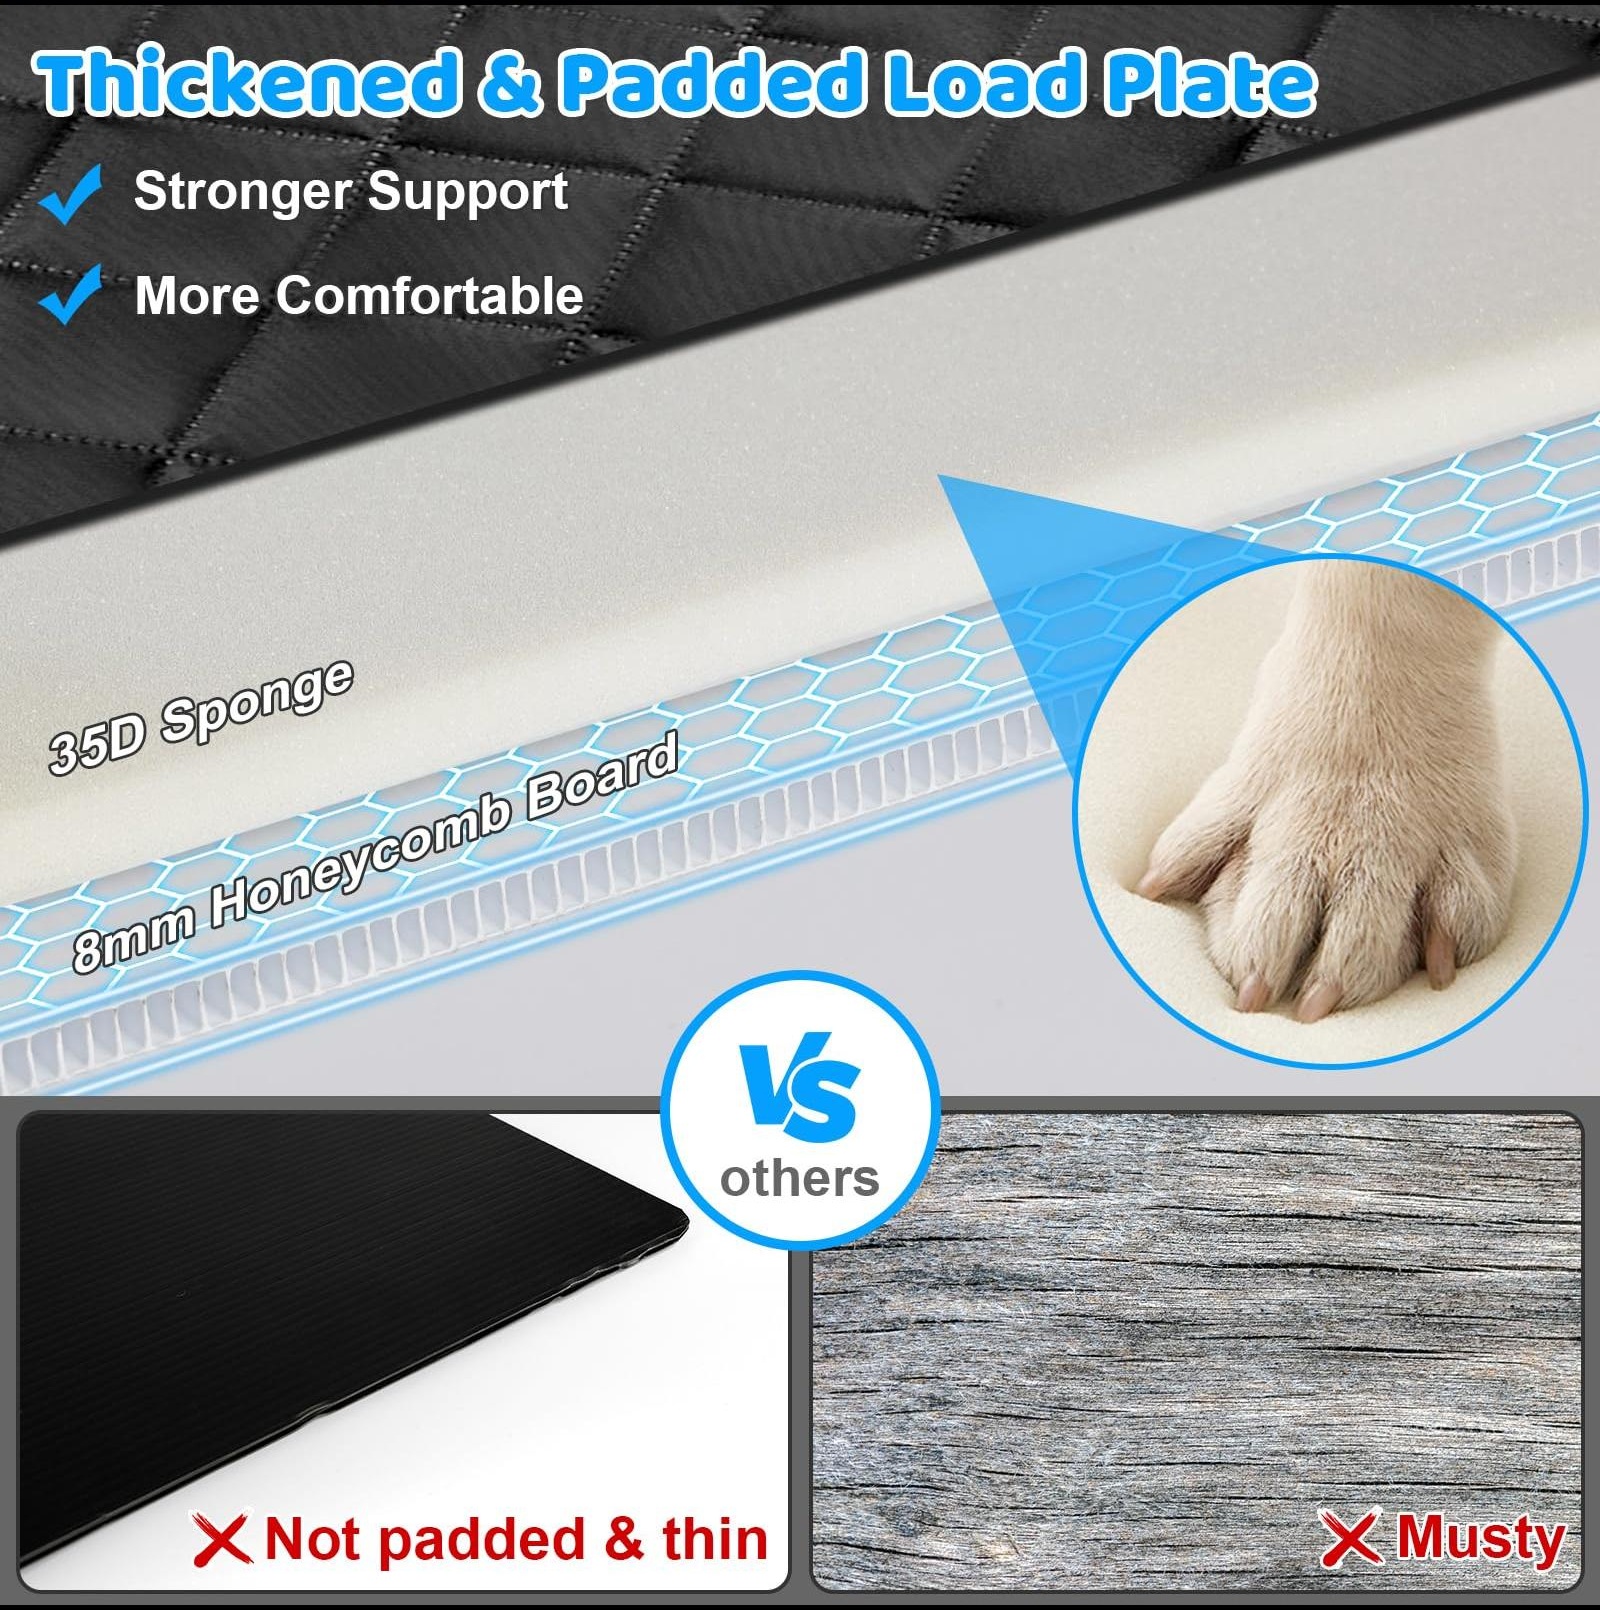 Thickened & Padded Load Plate
Stronger Support
More Comfortable
35D Sponge
8mm Honeycomb Board
VS
others
Not padded & thin
Musty